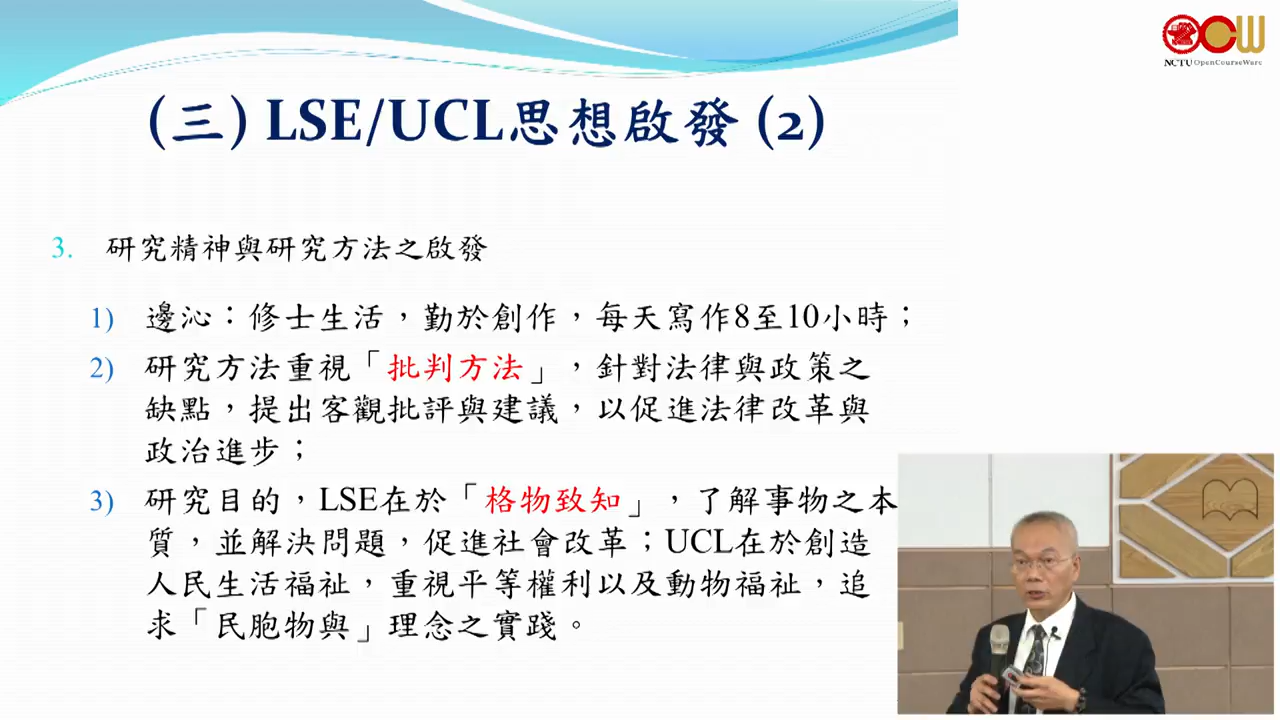 NCTU OpenCourseWare
(三) LSE/UCL思想啟發 (2)
3. 研究精神與研究方法之啟發
1) 邊沁：修士生活，勤於創作，每天寫作8至10小時；
2) 研究方法重視「批判方法」，針對法律與政策之
缺點，提出客觀批評與建議，以促進法律改革與
政治進步；
3) 研究目的，LSE在於「格物致知」，了解事物之本
質，並解決問題，促進社會改革；UCL在於創造
人民生活福祉，重視平等權利以及動物福祉，追
求「民胞物與」理念之實踐。